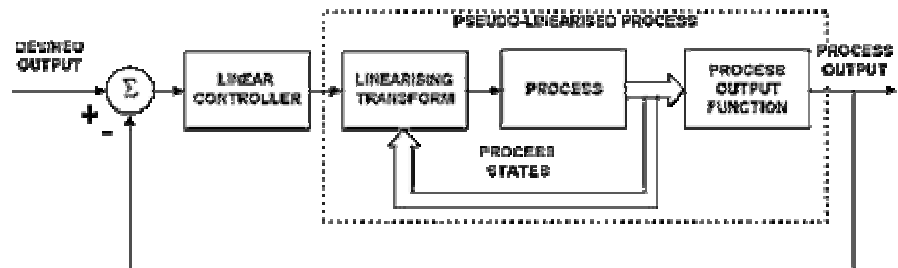 PSEUDO-LINEARISED PROCESS
DESIRED
OUTPUT
Σ
+
-
LINEAR
CONTROLLER
LINEARISING
TRANSFORM
PROCESS
PROCESS
OUTPUT
FUNCTION
PROCESS
OUTPUT
PROCESS
STATES